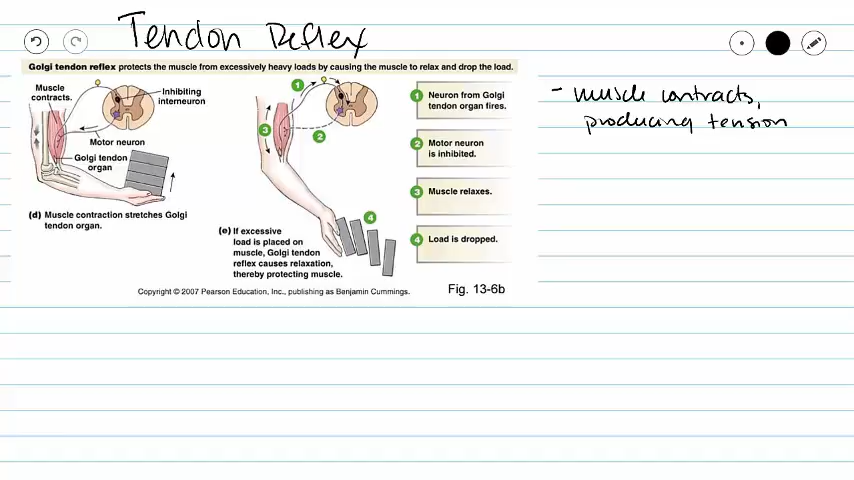 Tendon Reflex
Golgi tendon reflex protects the muscle from excessively heavy loads by causing the muscle to relax and drop the load.
Muscle
contracts.
Inhibiting
interneuron
Motor neuron
Golgi tendon
organ
(d) Muscle contraction stretches Golgi
tendon organ.
1
2
3
4
(e) If excessive
load is placed on
muscle, Golgi tendon
reflex causes relaxation,
thereby protecting muscle.
1 Neuron from Golgi
tendon organ fires.
2 Motor neuron
is inhibited.
3 Muscle relaxes.
4 Load is dropped.
Copyright © 2007 Pearson Education, Inc., publishing as Benjamin Cummings.
Fig. 13-6b
- muscle contracts,
producing tension